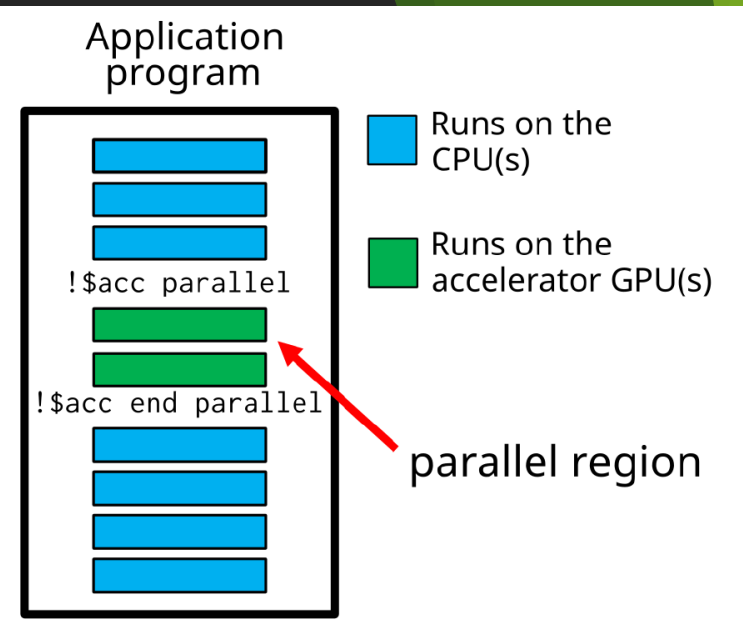 Application
program
Runs on the
CPU(s)
Runs on the
accelerator GPU(s)
!$acc parallel
!$acc end parallel
parallel region